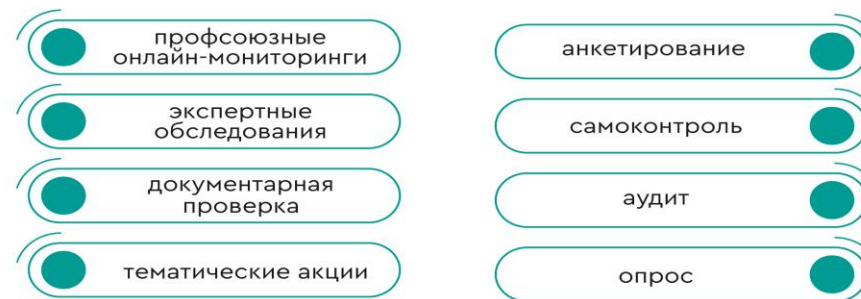 профсоюзные
онлайн-мониторинги
экспертные
обследования
документарная
проверка
тематические акции
анкетирование
самоконтроль
аудит
опрос